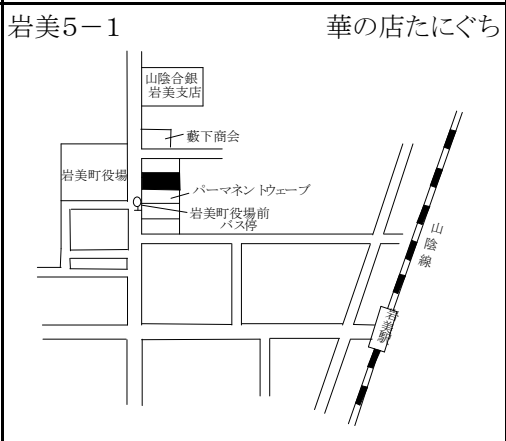 岩美5－1
華の店たにぐち
山陰合銀
岩美支店
藪下商会
岩美町役場
パーマネントウェーブ
岩美町役場前
バス停
山陰線
岩美駅